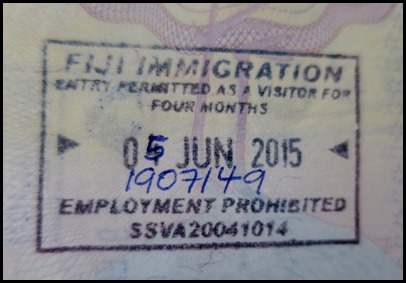 FIJI IMMIGRATION
ENTRY PERMITTED AS A VISITOR FOR
FOUR MONTHS
05 JUN 2015
1907149
EMPLOYMENT PROHIBITED
SSVA20041014